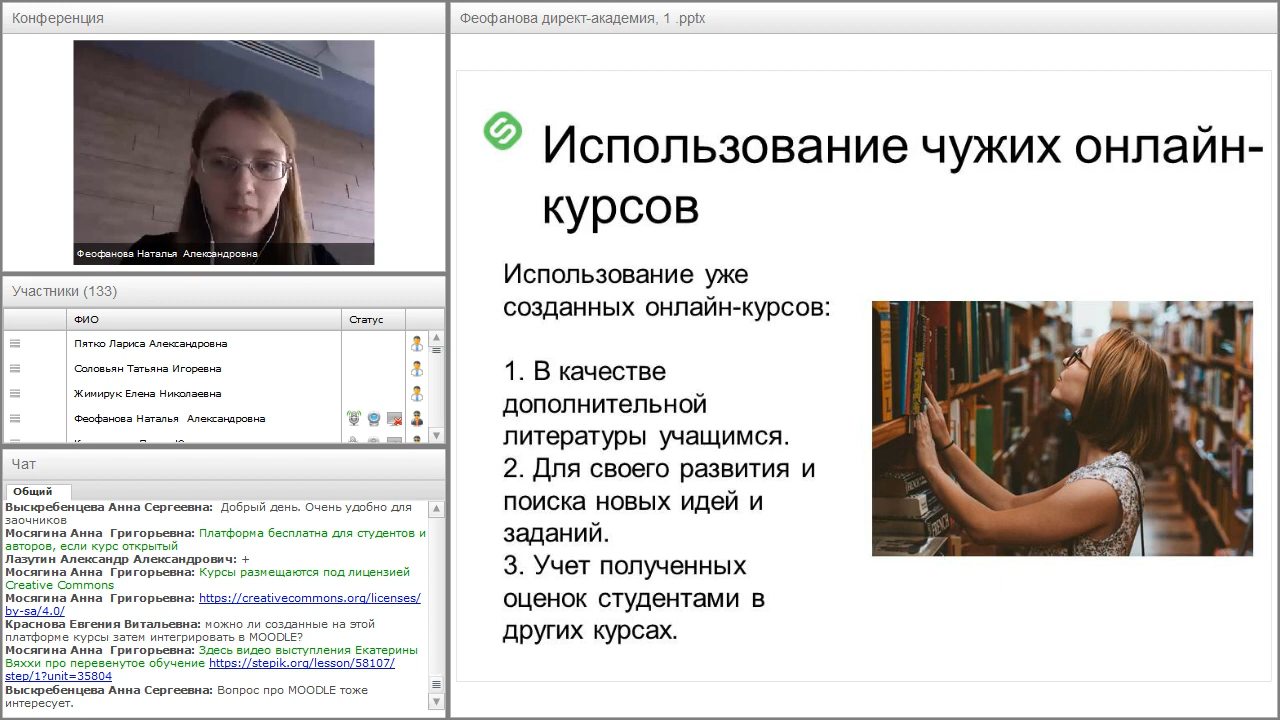 Конференция
Феофанова Наталья Александровна
Участники (133)
ФИО
Статус
Пятко Лариса Александровна
Соловьян Татьяна Игоревна
Жимирук Елена Николаевна
Феофанова Наталья Александровна
Чат
Общий
Выскребенцева Анна Сергеевна: Добрый день. Очень удобно для
заочников
Мосягина Анна Григорьевна: Платформа бесплатна для студентов и
авторов, если курс открытый
Лазутин Александр Александрович: +
Мосягина Анна Григорьевна: Курсы размещаются под лицензией
Creative Commons
Мосягина Анна Григорьевна: https://creativecommons.org/licenses/
by-sa/4.0/
Краснова Евгения Витальевна: можно ли созданные на этой
платформе курсы затем интегрировать в MOODLE?
Мосягина Анна Григорьевна: Здесь видео выступления Екатерины
Вяххи про перевенутое обучение https://stepik.org/lesson/58107/
step/1?unit=35804
Выскребенцева Анна Сергеевна: Вопрос про MOODLE тоже
интересует.
Феофанова директ-академия, 1 .pptx
Использование чужих онлайн-
курсов
Использование уже
созданных онлайн-курсов:
1. В качестве
дополнительной
литературы учащимся.
2. Для своего развития и
поиска новых идей и
заданий.
3. Учет полученных
оценок студентами в
других курсах.